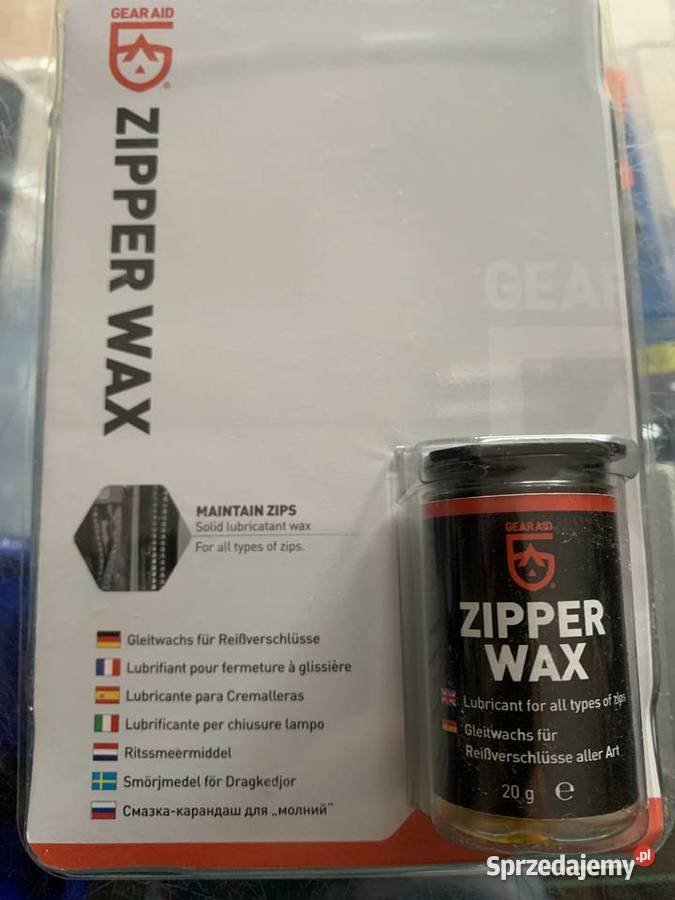 GEAR AID
ZIPPER WAX
GEAR
MAINTAIN ZIPS
Solid lubricatant wax
For all types of zips.
Gleitwachs für Reißverschlüsse
Lubrifiant pour fermeture à glissière
Lubricante para Cremalleras
Lubrificante per chiusure lampo
Ritssmeermiddel
Smörjmedel för Dragkedjor
Смазка-карандаш для „молний"
GEAR AID
ZIPPER
WAX
Lubricant for all types of zips
Gleitwachs für
Reißverschlüsse aller Art
20 g e
Sprzedajemy.pl